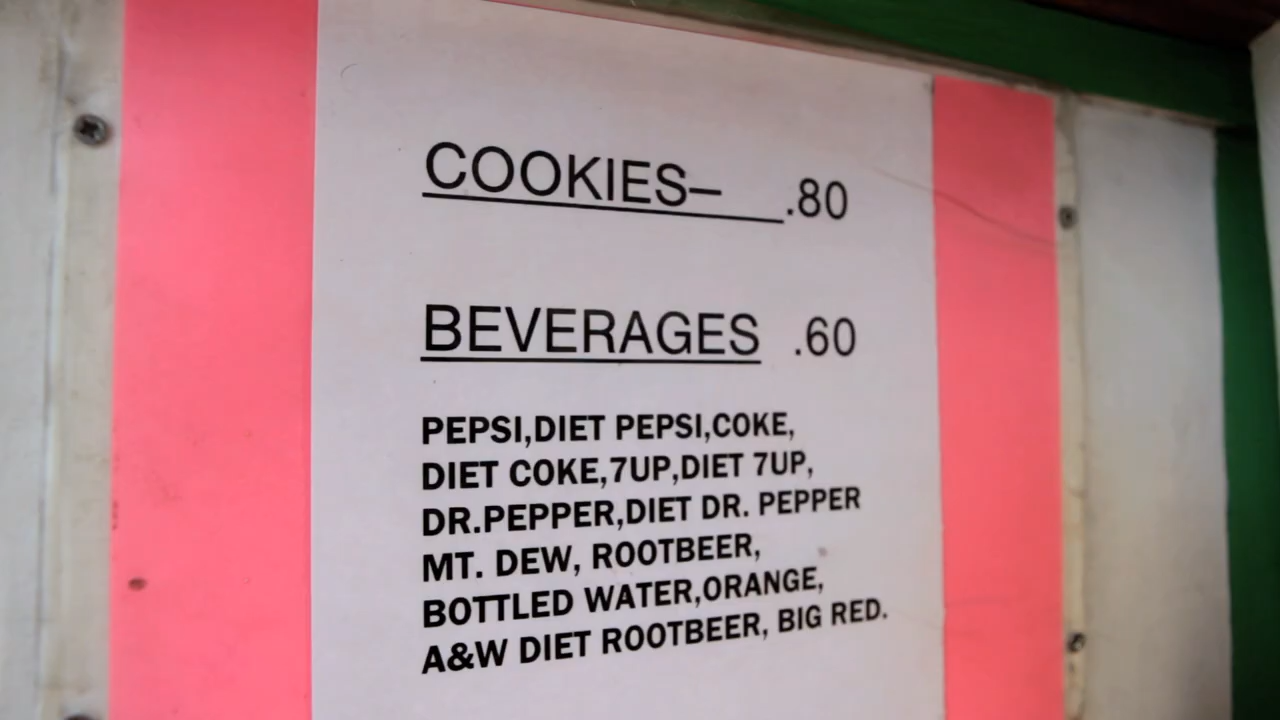 COOKIES– .80
BEVERAGES .60
PEPSI,DIET PEPSI,COKE,
DIET COKE,7UP,DIET 7UP,
DR.PEPPER,DIET DR. PEPPER
MT. DEW, ROOTBEER,
BOTTLED WATER,ORANGE,
A&W DIET ROOTBEER, BIG RED.